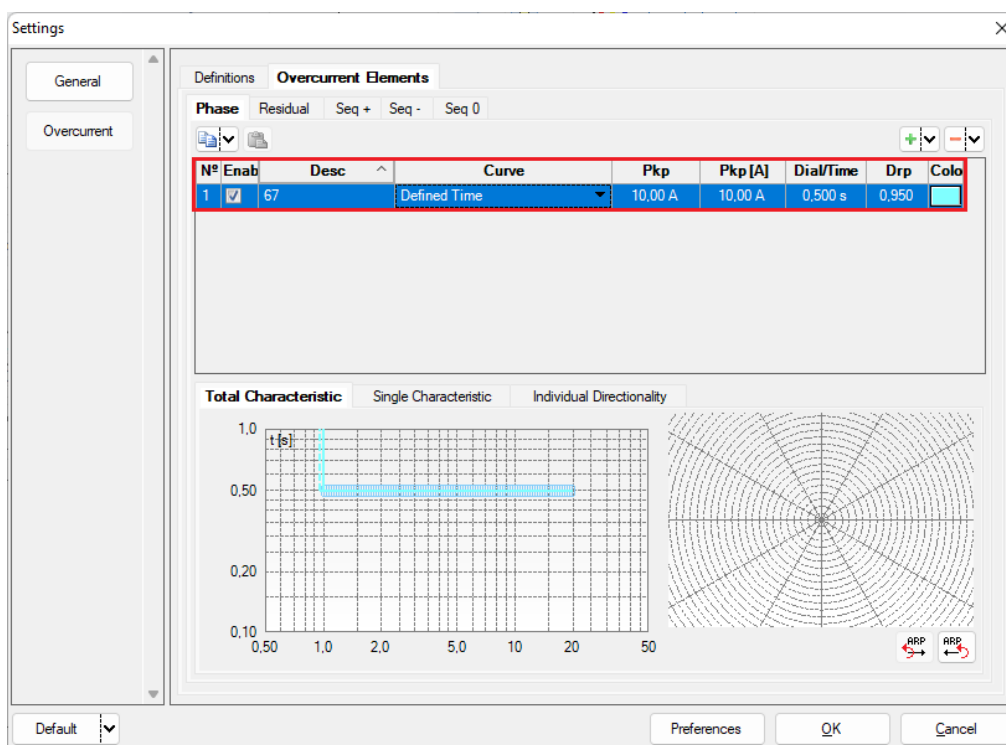 Settings
General
Overcurrent
Definitions Overcurrent Elements
Phase Residual Seq + Seq - Seq 0
Nº Enab Desc Curve Pkp Pkp [A] Dial/Time Drp Colo
1 67 Defined Time 10,00 A 10,00 A 0,500 s 0,950
Total Characteristic Single Characteristic Individual Directionality
1,0 t [s]
0,50
0,20
0,10
0,50 1,0 2,0 5,0 10 20 50
ARP ARP
Default Preferences OK Cancel